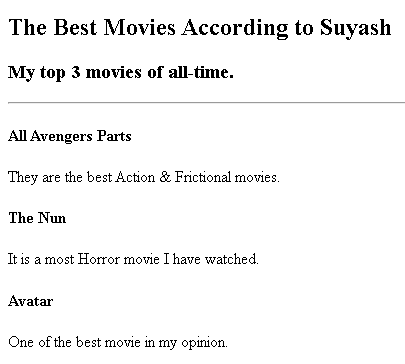 The Best Movies According to Suyash
My top 3 movies of all-time.
All Avengers Parts
They are the best Action & Frictional movies.
The Nun
It is a most Horror movie I have watched.
Avatar
One of the best movie in my opinion.